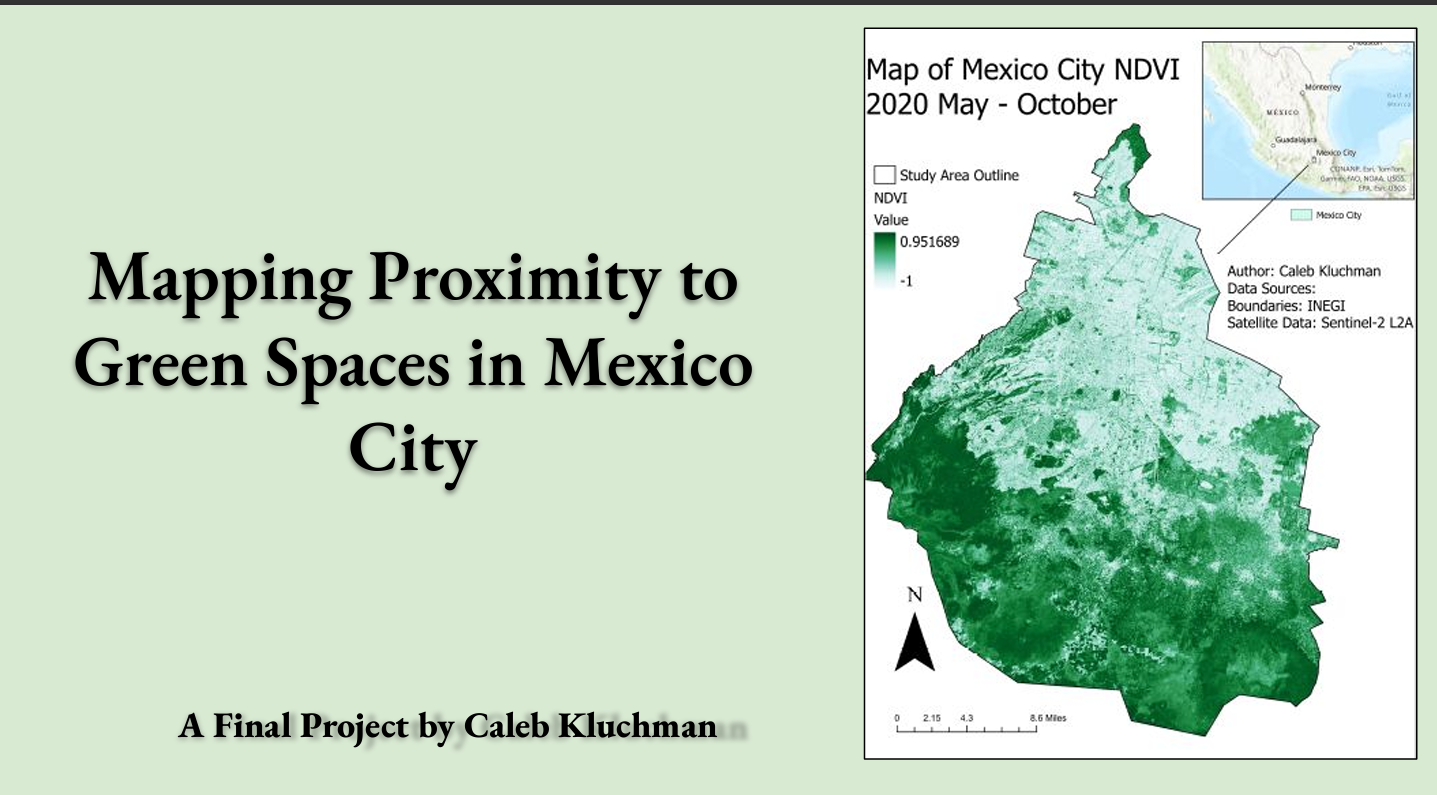 Mapping Proximity to
Green Spaces in Mexico
City
A Final Project by Caleb Kluchman
Map of Mexico City NDVI
2020 May - October
Study Area Outline
NDVI
Value
0.951689
-1
Houston
Monterrey
MÉXICO
Gulf of
Mexico
Guadalajara
Mexico City
CONANP, Esri, TomTom,
Garmin, FAO, NOAA, USGS,
EPA, Esri, USGS
Mexico City
Author: Caleb Kluchman
Data Sources:
Boundaries: INEGI
Satellite Data: Sentinel-2 L2A
N
0 2.15 4.3 8.6 Miles